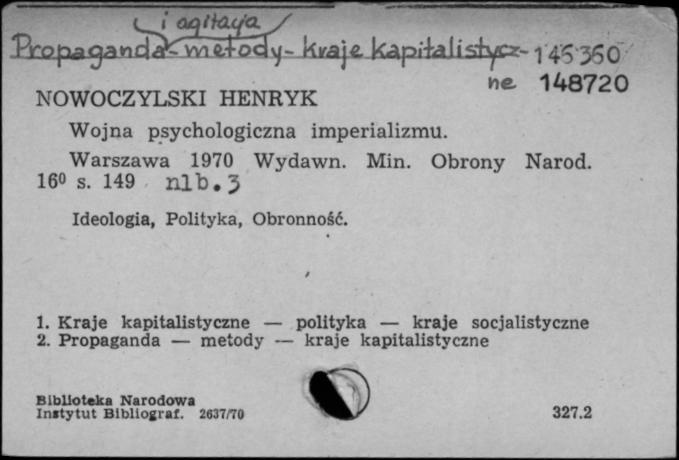 i agitacja
Propaganda - metody - kraje kapitalistycz- 145360
ne 148720
NOWOCZYLSKI HENRYK
Wojna psychologiczna imperializmu.
Warszawa 1970 Wydawn. Min. Obrony Narod.
16⁰ s. 149 nlb. 3
Ideologia, Polityka, Obronność.
1. Kraje kapitalistyczne — polityka — kraje socjalistyczne
2. Propaganda — metody — kraje kapitalistyczne
Biblioteka Narodowa
Instytut Bibliograf. 2637/70 327.2